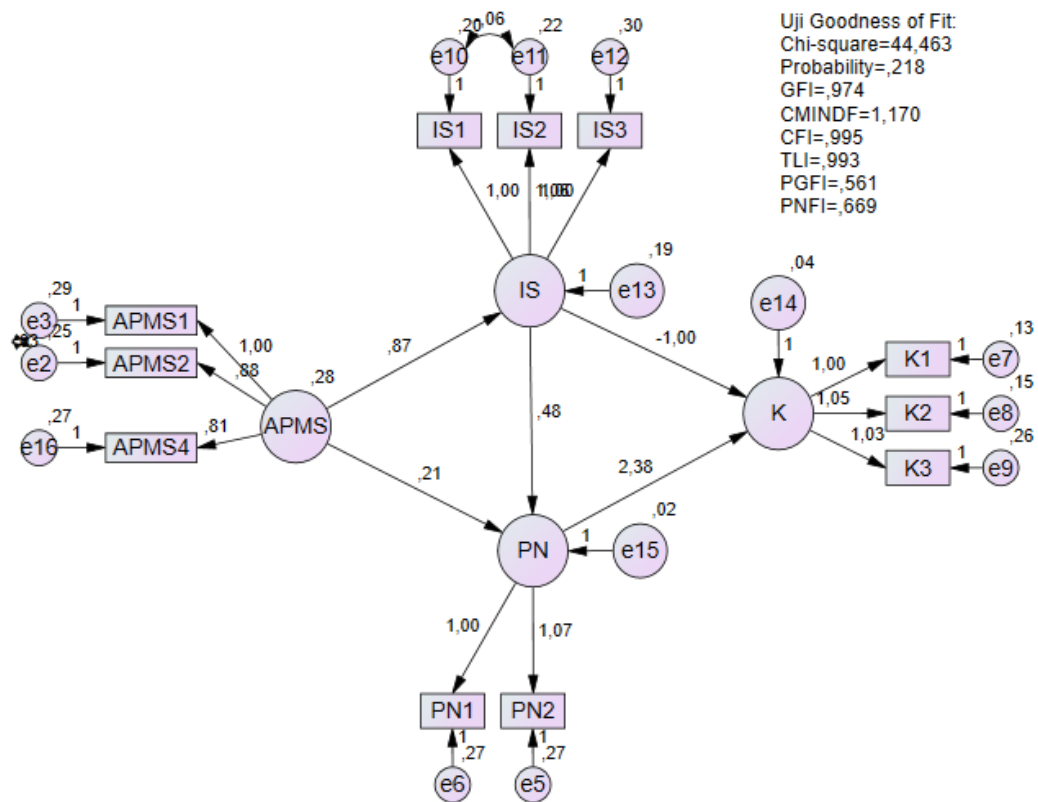 Uji Goodness of Fit:
Chi-square=44,463
Probability=,218
GFI=,974
CMINDF=1,170
CFI=,995
TLI=,993
PGFI=,561
PNFI=,669
,06
,22
,30
e10
e11
e12
1
1
1
IS1
IS2
IS3
1,00
,19
IS
1
e13
,04
e14
1
,29
e3
1
APMS1
,25
e2
1
APMS2
,27
e16
1
APMS4
1,00
,88
,81
,28
APMS
,87
-1,00
,48
,21
2,38
K
1,00
1,05
1,03
K1
1
e7
,13
K2
1
e8
,15
K3
1
e9
,26
,02
PN
1
e15
1,00
1,07
PN1
PN2
1
1
,27
,27
e6
e5